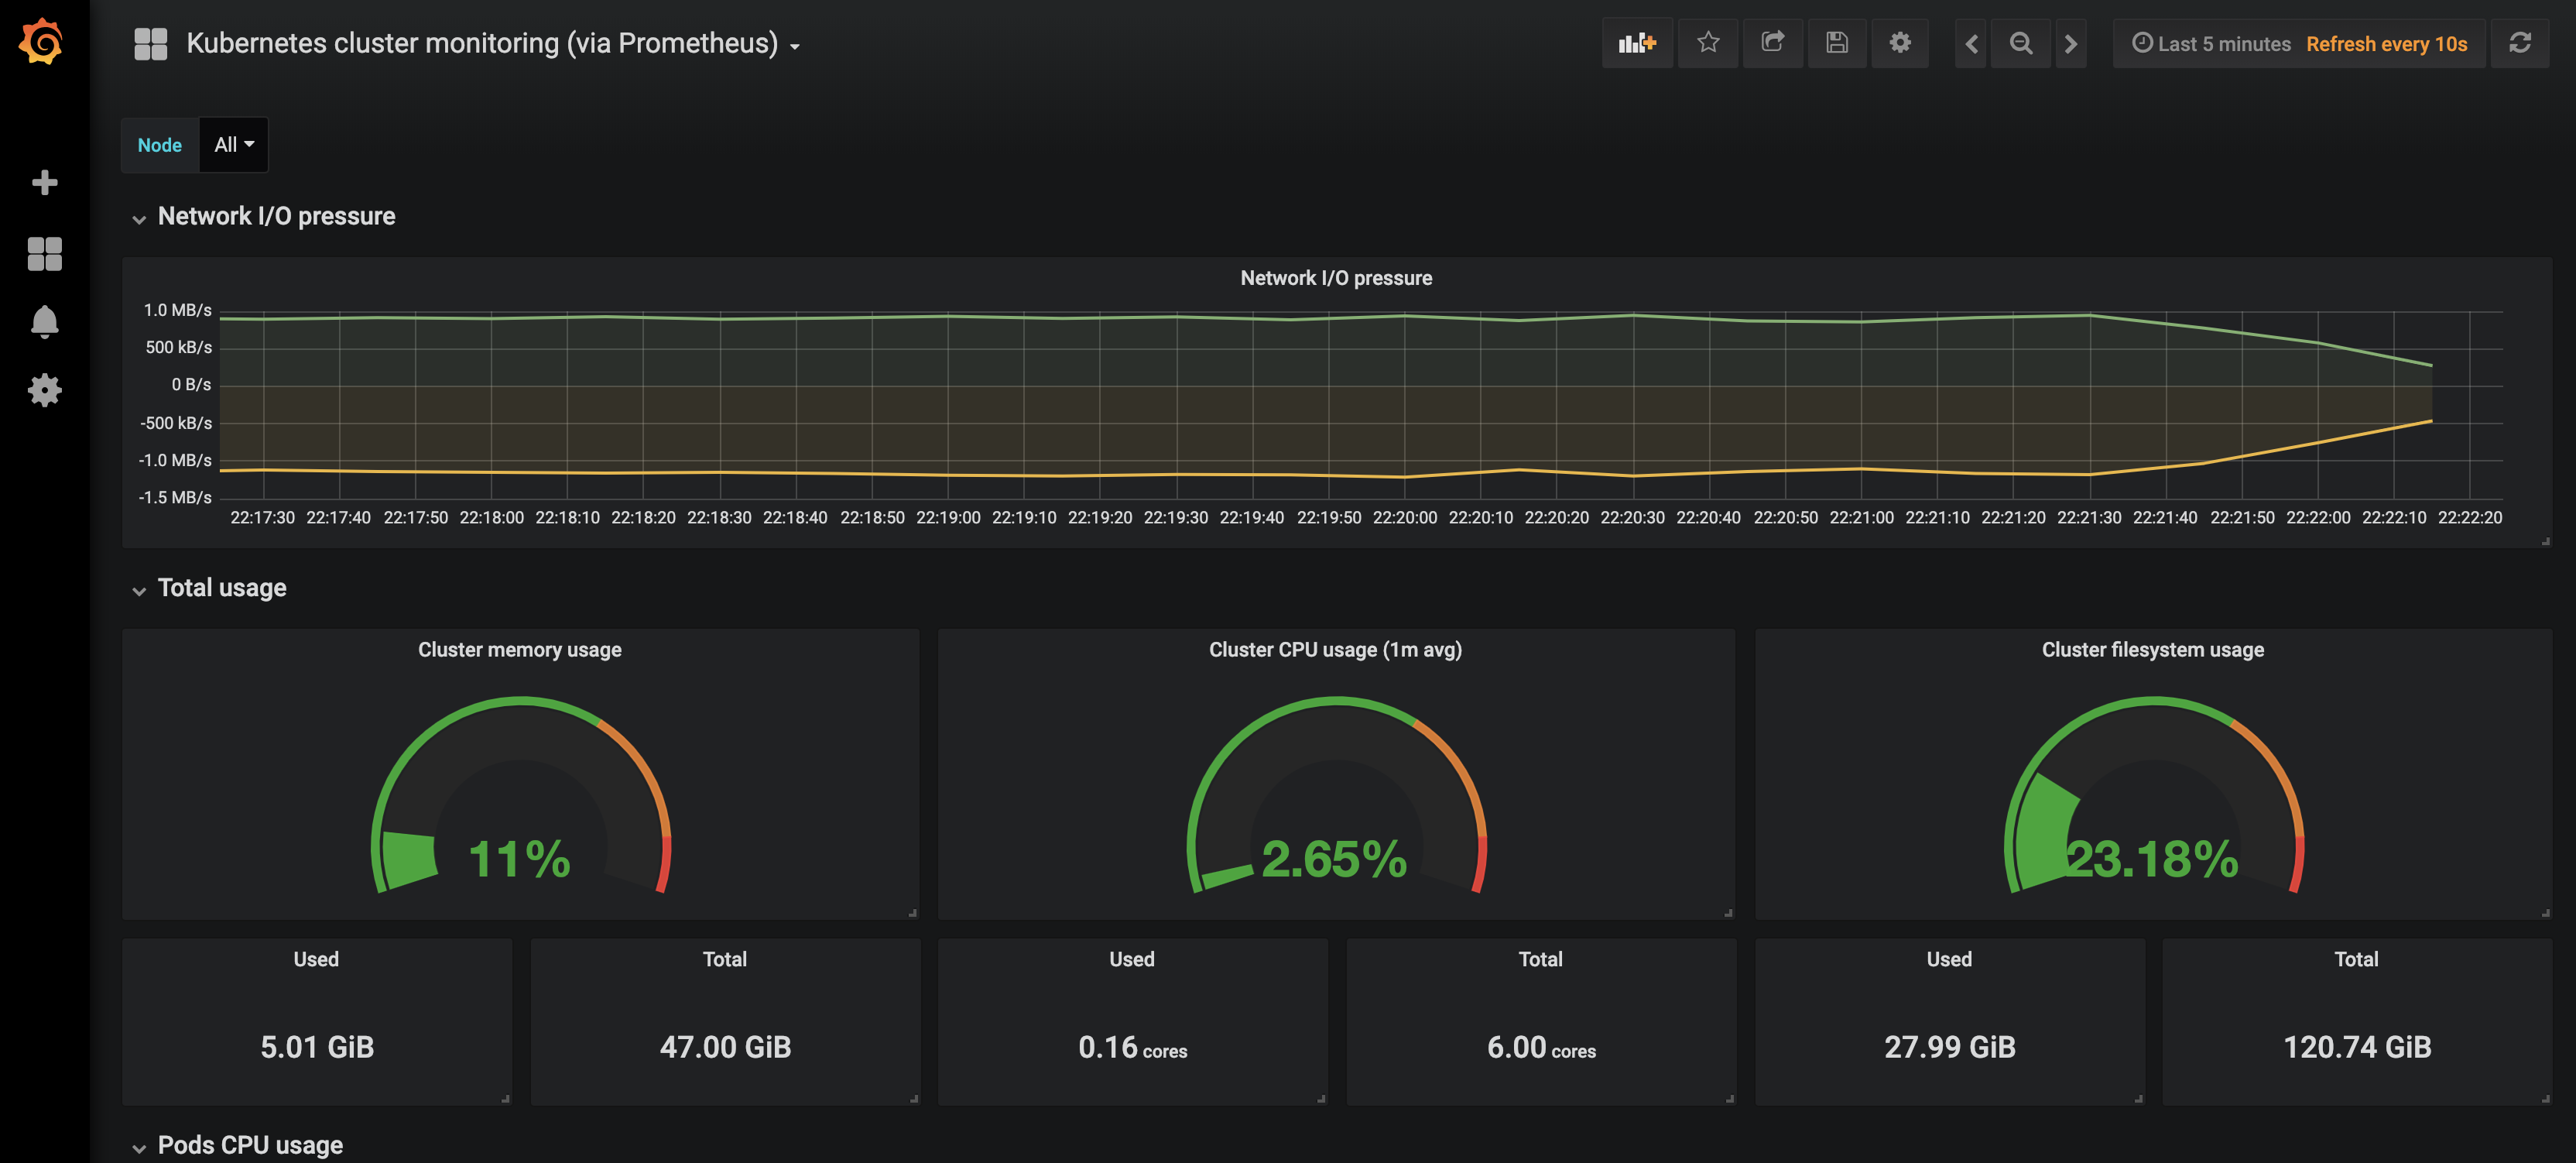 Kubernetes cluster monitoring (via Prometheus)
Last 5 minutes Refresh every 10s
Node All
Network I/O pressure
Network I/O pressure
1.0 MB/s
500 kB/s
0 B/s
-500 kB/s
-1.0 MB/s
-1.5 MB/s
22:17:30 22:17:40 22:17:50 22:18:00 22:18:10 22:18:20 22:18:30 22:18:40 22:18:50 22:19:00 22:19:10 22:19:20 22:19:30 22:19:40 22:19:50 22:20:00 22:20:10 22:20:20 22:20:30 22:20:40 22:20:50 22:21:00 22:21:10 22:21:20 22:21:30 22:21:40 22:21:50 22:22:00 22:22:10 22:22:20
Total usage
Cluster memory usage
11%
Cluster CPU usage (1m avg)
2.65%
Cluster filesystem usage
23.18%
Used
5.01 GiB
Total
47.00 GiB
Used
0.16 cores
Total
6.00 cores
Used
27.99 GiB
Total
120.74 GiB
Pods CPU usage